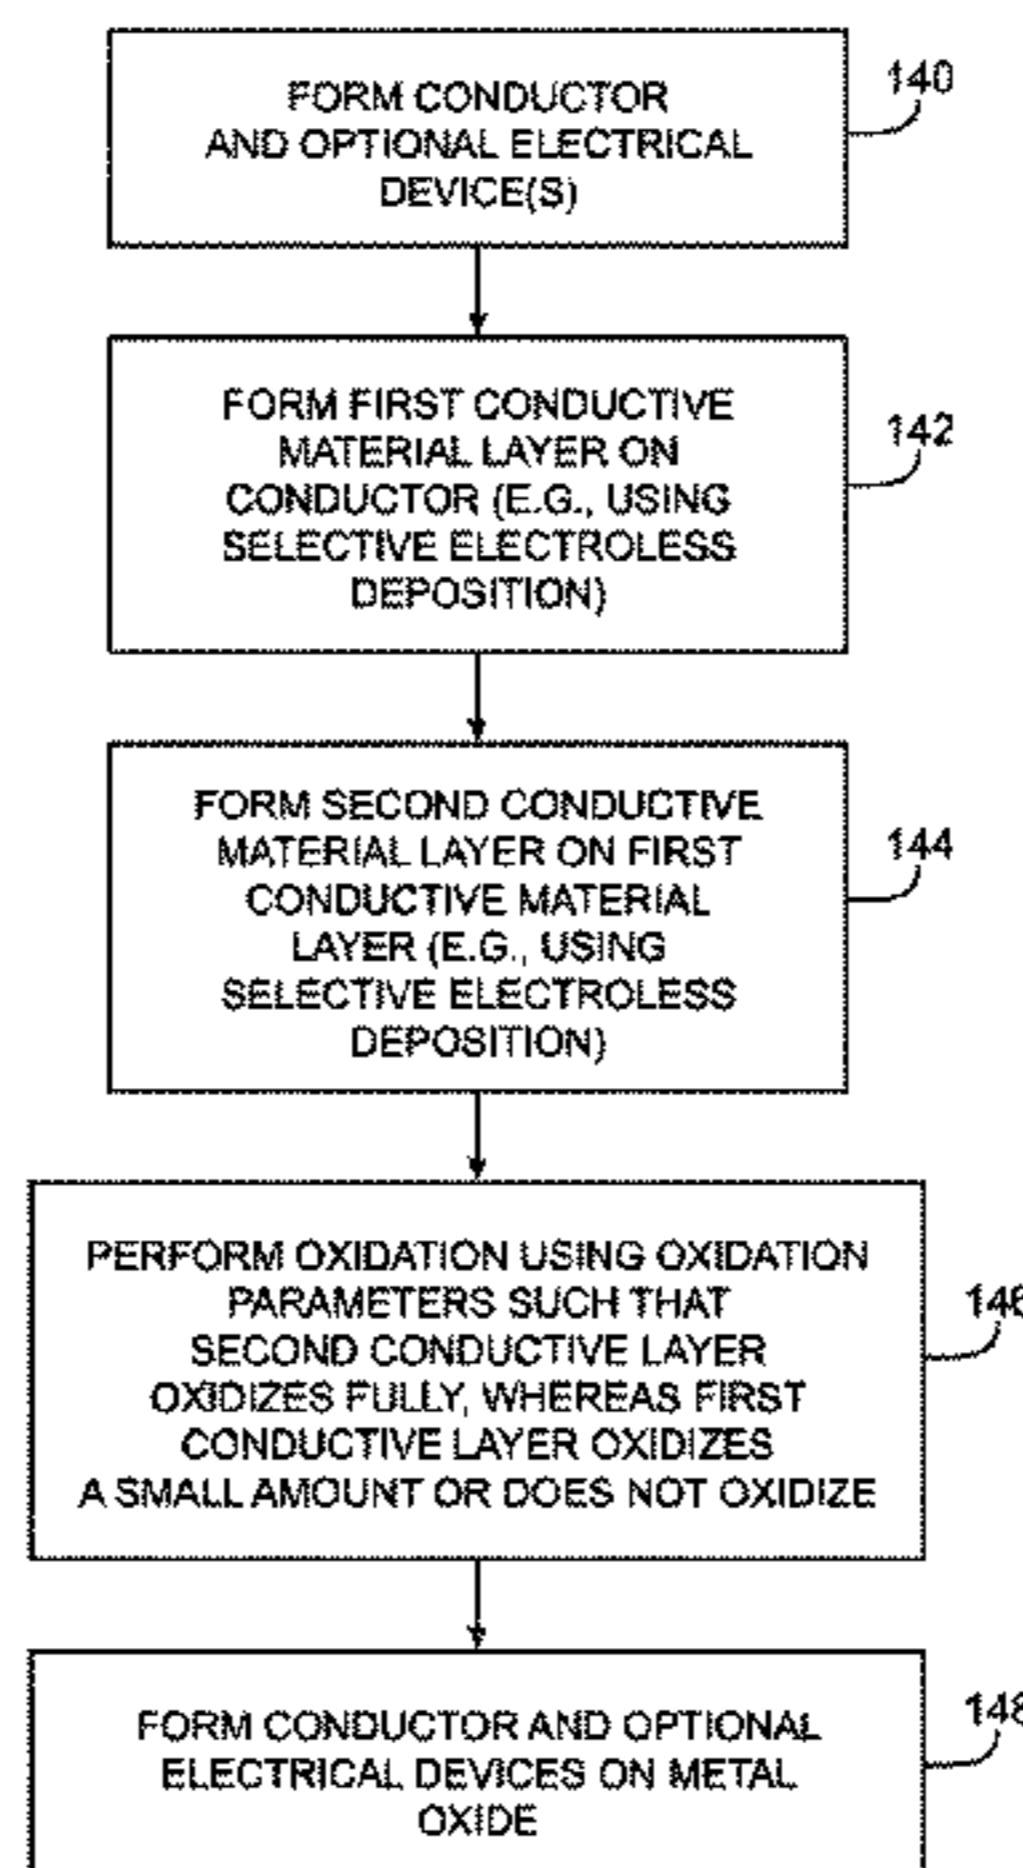 140
FORM CONDUCTOR
AND OPTIONAL ELECTRICAL
DEVICE(S)
142
FORM FIRST CONDUCTIVE
MATERIAL LAYER ON
CONDUCTOR (E.G., USING
SELECTIVE ELECTROLESS
DEPOSITION)
144
FORM SECOND CONDUCTIVE
MATERIAL LAYER ON FIRST
CONDUCTIVE MATERIAL
LAYER (E.G., USING
SELECTIVE ELECTROLESS
DEPOSITION)
146
PERFORM OXIDATION USING OXIDATION
PARAMETERS SUCH THAT
SECOND CONDUCTIVE LAYER
OXIDIZES FULLY, WHEREAS FIRST
CONDUCTIVE LAYER OXIDIZES
A SMALL AMOUNT OR DOES NOT OXIDIZE
148
FORM CONDUCTOR AND OPTIONAL
ELECTRICAL DEVICES ON METAL
OXIDE